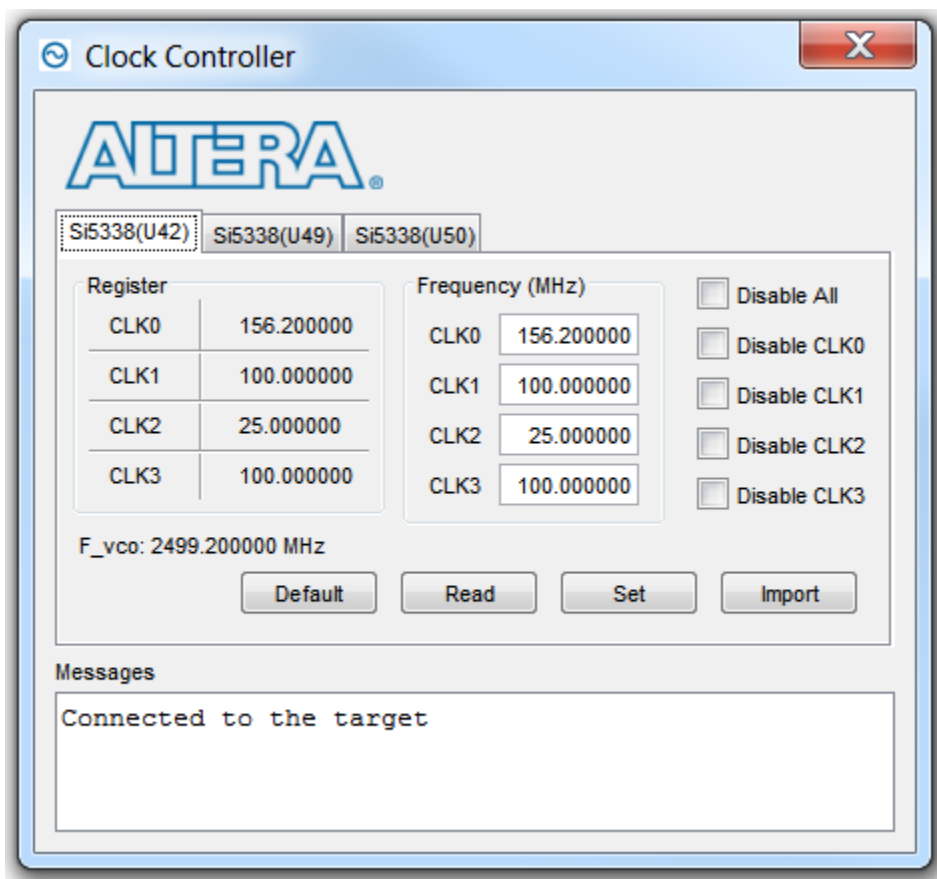 Clock Controller
ALTERA®
Si5338(U42) Si5338(U49) Si5338(U50)
Register
CLK0 156.200000
CLK1 100.000000
CLK2 25.000000
CLK3 100.000000
Frequency (MHz)
CLK0 156.200000
CLK1 100.000000
CLK2 25.000000
CLK3 100.000000
Disable All
Disable CLK0
Disable CLK1
Disable CLK2
Disable CLK3
F_vco: 2499.200000 MHz
Default Read Set Import
Messages
Connected to the target